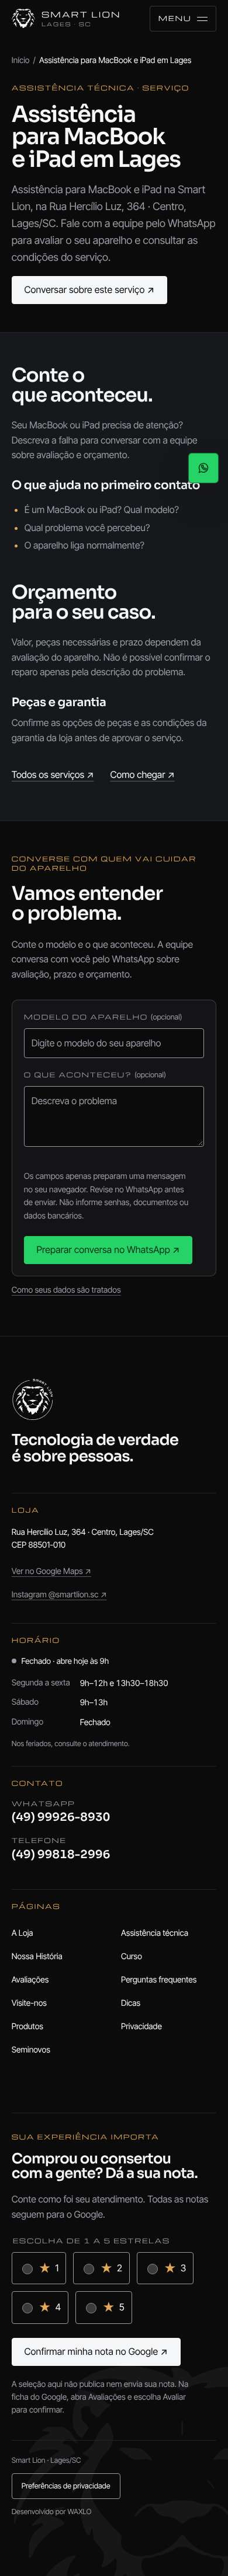 SMART LION
LAGES · SC
MENU
Início / Assistência para MacBook e iPad em Lages
ASSISTÊNCIA TÉCNICA · SERVIÇO
Assistência
para MacBook
e iPad em Lages
Assistência para MacBook e iPad na Smart
Lion, na Rua Hercílio Luz, 364 · Centro,
Lages/SC. Fale com a equipe pelo WhatsApp
para avaliar o seu aparelho e consultar as
condições do serviço.
Conversar sobre este serviço ↗
Conte o
que aconteceu.
Seu MacBook ou iPad precisa de atenção?
Descreva a falha para conversar com a equipe
sobre avaliação e orçamento.
O que ajuda no primeiro contato
• É um MacBook ou iPad? Qual modelo?
• Qual problema você percebeu?
• O aparelho liga normalmente?
Orçamento
para o seu caso.
Valor, peças necessárias e prazo dependem da
avaliação do aparelho. Não é possível confirmar o
reparo apenas pela descrição do problema.
Peças e garantia
Confirme as opções de peças e as condições da
garantia da loja antes de aprovar o serviço.
Todos os serviços ↗ Como chegar ↗
CONVERSE COM QUEM VAI CUIDAR
DO APARELHO
Vamos entender
o problema.
Conte o modelo e o que aconteceu. A equipe
conversa com você pelo WhatsApp sobre
avaliação, prazo e orçamento.
MODELO DO APARELHO (opcional)
Digite o modelo do seu aparelho
O QUE ACONTECEU? (opcional)
Descreva o problema
Os campos apenas preparam uma mensagem
no seu navegador. Revise no WhatsApp antes
de enviar. Não informe senhas, documentos ou
dados bancários.
Preparar conversa no WhatsApp ↗
Como seus dados são tratados
SMART LION
Tecnologia de verdade
é sobre pessoas.
LOJA
Rua Hercílio Luz, 364 · Centro, Lages/SC
CEP 88501-010
Ver no Google Maps ↗
Instagram @smartlion.sc ↗
HORÁRIO
Fechado · abre hoje às 9h
Segunda a sexta 9h–12h e 13h30–18h30
Sábado 9h–13h
Domingo Fechado
Nos feriados, consulte o atendimento.
CONTATO
WHATSAPP
(49) 99926-8930
TELEFONE
(49) 99818-2996
PÁGINAS
A Loja Assistência técnica
Nossa História Curso
Avaliações Perguntas frequentes
Visite-nos Dicas
Produtos Privacidade
Seminovos
SUA EXPERIÊNCIA IMPORTA
Comprou ou consertou
com a gente? Dá a sua nota.
Conte como foi seu atendimento. Todas as notas
seguem para o Google.
ESCOLHA DE 1 A 5 ESTRELAS
★ 1 ★ 2 ★ 3
★ 4 ★ 5
Confirmar minha nota no Google ↗
A seleção aqui não publica nem envia sua nota. Na
ficha do Google, abra Avaliações e escolha Avaliar
para confirmar.
Smart Lion · Lages/SC
Preferências de privacidade
Desenvolvido por WAXLO